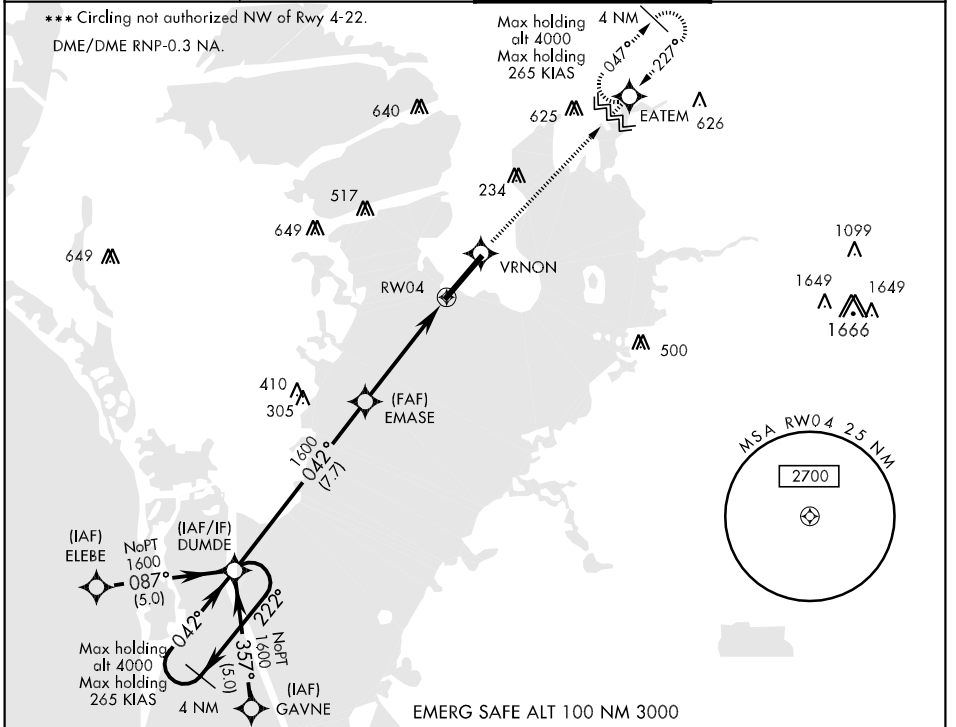 *** Circling not authorized NW of Rwy 4-22.
DME/DME RNP-0.3 NA.
Max holding
alt 4000
Max holding
265 KIAS
4 NM
047°
227°
EATEM
640
625
626
234
517
649
649
VRNON
RW04
1099
1649
1649
1666
500
410
305
(FAF)
EMASE
1600
042°
(7.7)
MSA RW04 25 NM
2700
(IAF)
ELEBE
NoPT
1600
087°
(5.0)
(IAF/IF)
DUMDE
042°
222°
Max holding
alt 4000
Max holding
265 KIAS
4 NM
NoPT
1600
357°
(5.0)
(IAF)
GAVNE
EMERG SAFE ALT 100 NM 3000